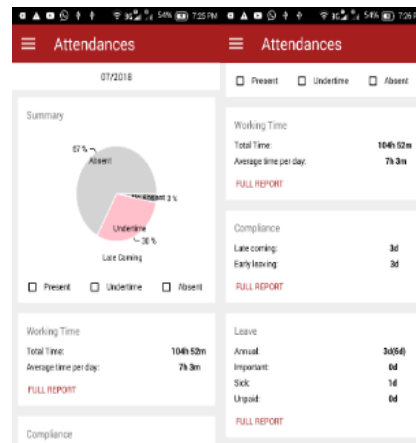 54% 7:25 PM
Attendances
07/2018
Summary
67 %
Absent
3 %
Undertime
30 %
Late Coming
Present Undertime Absent
Working Time
Total Time: 104h 52m
Average time per day: 7h 3m
FULL REPORT
Compliance
54% 7:26 P
Attendances
Present Undertime Absent
Working Time
Total Time: 104h 52m
Average time per day: 7h 3m
FULL REPORT
Compliance
Late coming: 3d
Early leaving: 3d
FULL REPORT
Leave
Annual: 3d(6d)
Important: 0d
Sick: 1d
Unpaid: 0d
FULL REPORT